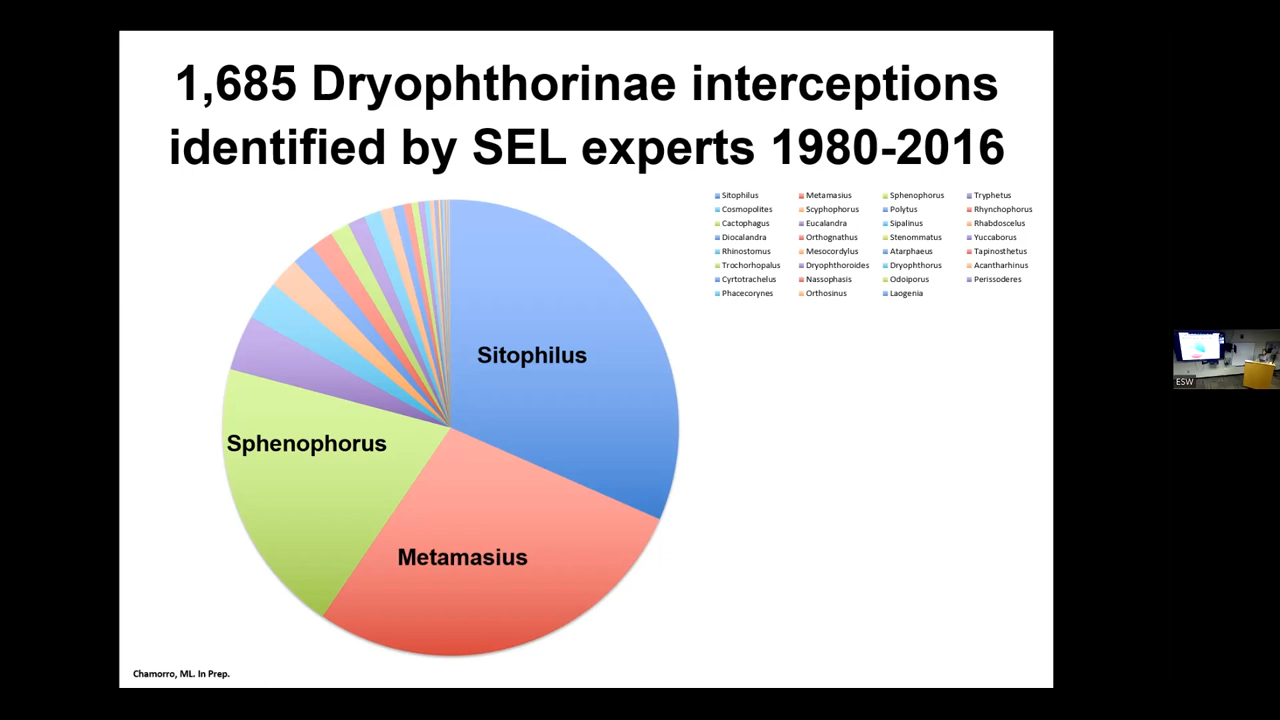 1,685 Dryophthorinae interceptions
identified by SEL experts 1980-2016
Sitophilus Metamasius Sphenophorus Tryphetus
Cosmopolites Scyphophorus Polytus Rhynchophorus
Cactophagus Eucalandra Sipalinus Rhabdoscelus
Diocalandra Orthognathus Stenommatus Yuccaborus
Rhinostomus Mesocordylus Atarphaeus Tapinosthetus
Trochorhopalus Dryophthoroides Dryophthorus Acantharhinus
Cyrtotrachelus Nassophasis Odoiporus Perissoderes
Phacecorynes Orthosinus Laogenia
Sitophilus
Sphenophorus
Metamasius
ESW
Chamorro, ML. In Prep.